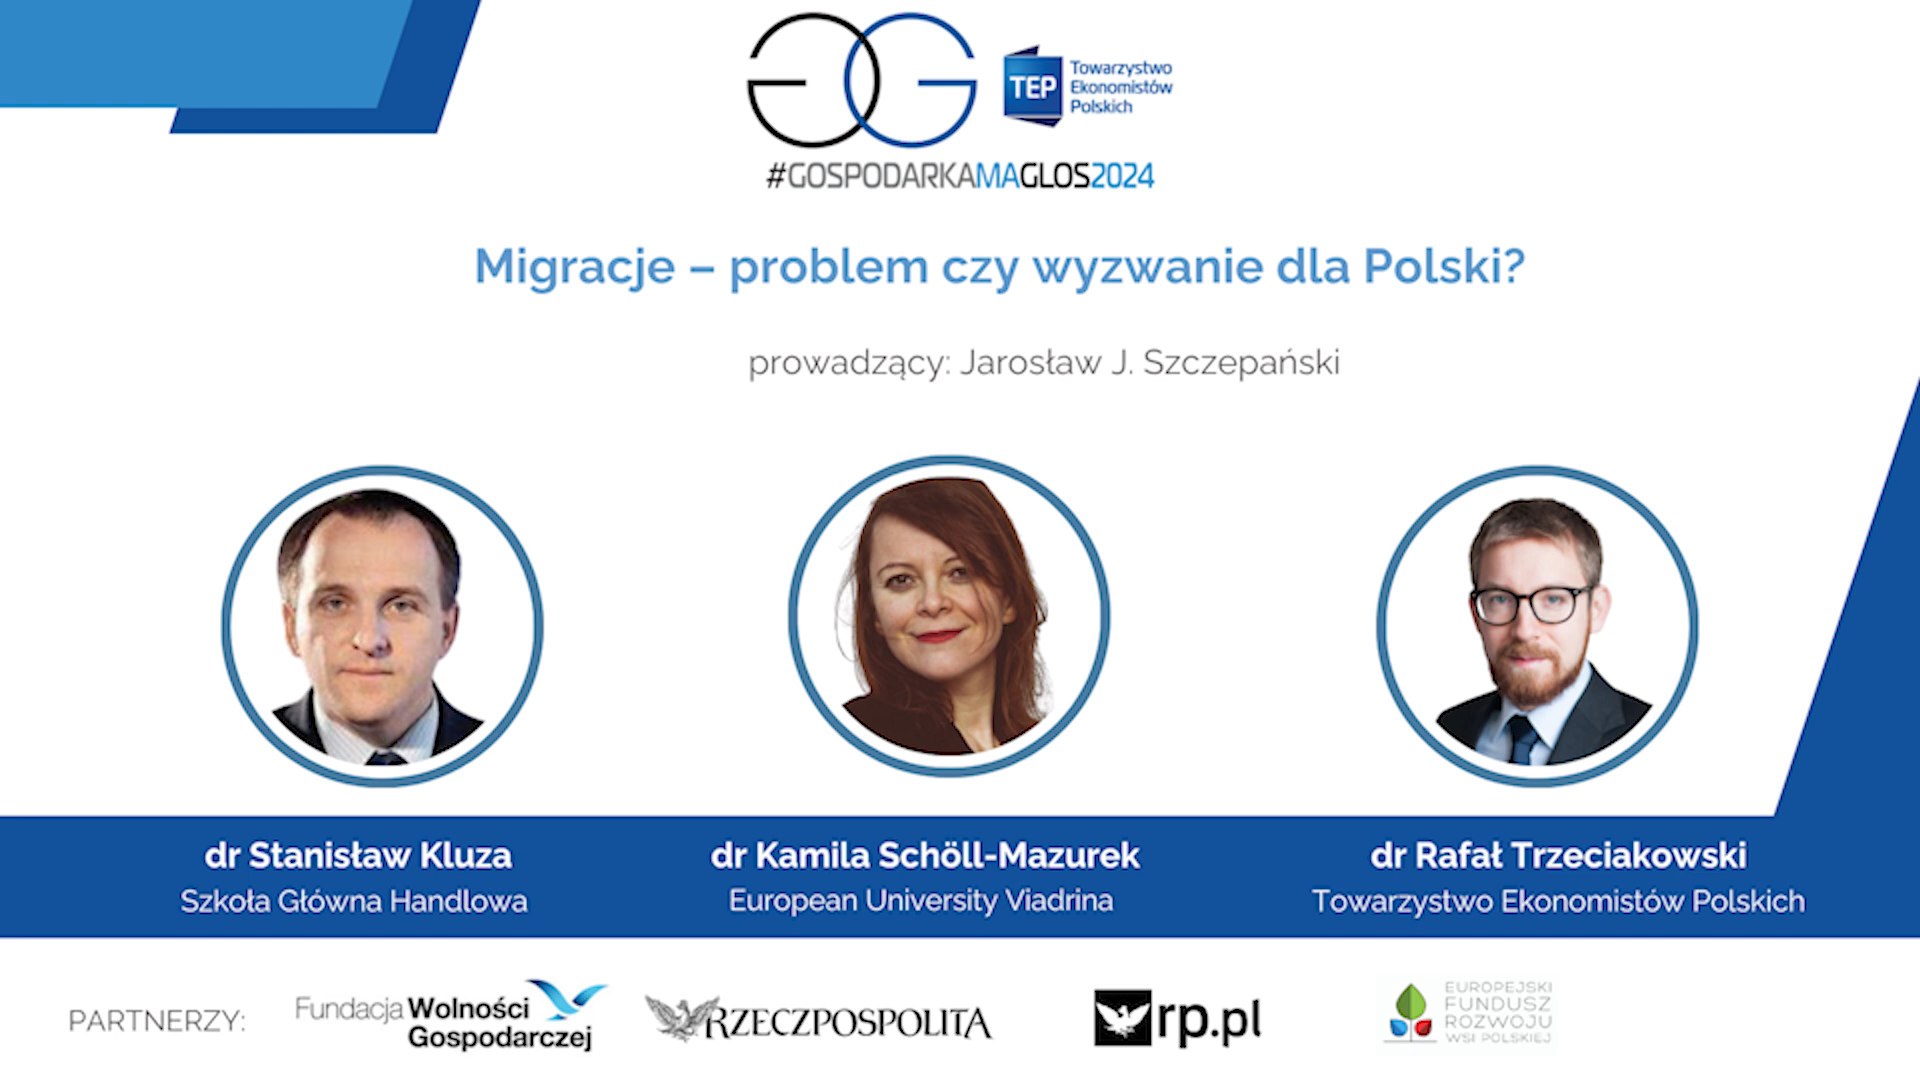 TEP
Towarzystwo
Ekonomistów
Polskich
#GOSPODARKAMAGLOS2024
Migracje – problem czy wyzwanie dla Polski?
prowadzący: Jarosław J. Szczepański
dr Stanisław Kluza
Szkoła Główna Handlowa
dr Kamila Schöll-Mazurek
European University Viadrina
dr Rafał Trzeciakowski
Towarzystwo Ekonomistów Polskich
PARTNERZY:
Fundacja Wolności
Gospodarczej
RZECZPOSPOLITA
rp.pl
EUROPEJSKI
FUNDUSZ
ROZWOJU
WSI POLSKIEJ